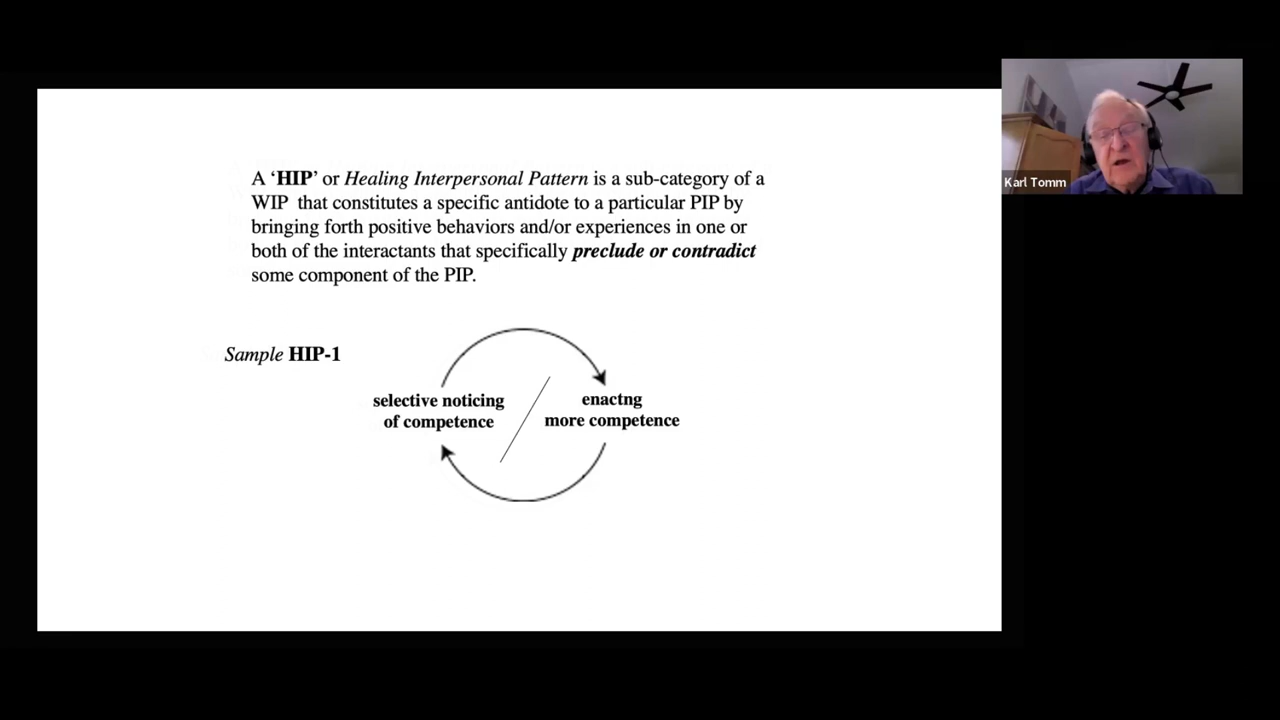 A ‘HIP’ or Healing Interpersonal Pattern is a sub-category of a
WIP that constitutes a specific antidote to a particular PIP by
bringing forth positive behaviors and/or experiences in one or
both of the interactants that specifically preclude or contradict
some component of the PIP.
Sample HIP-1
selective noticing
of competence
enactng
more competence
Karl Tomm